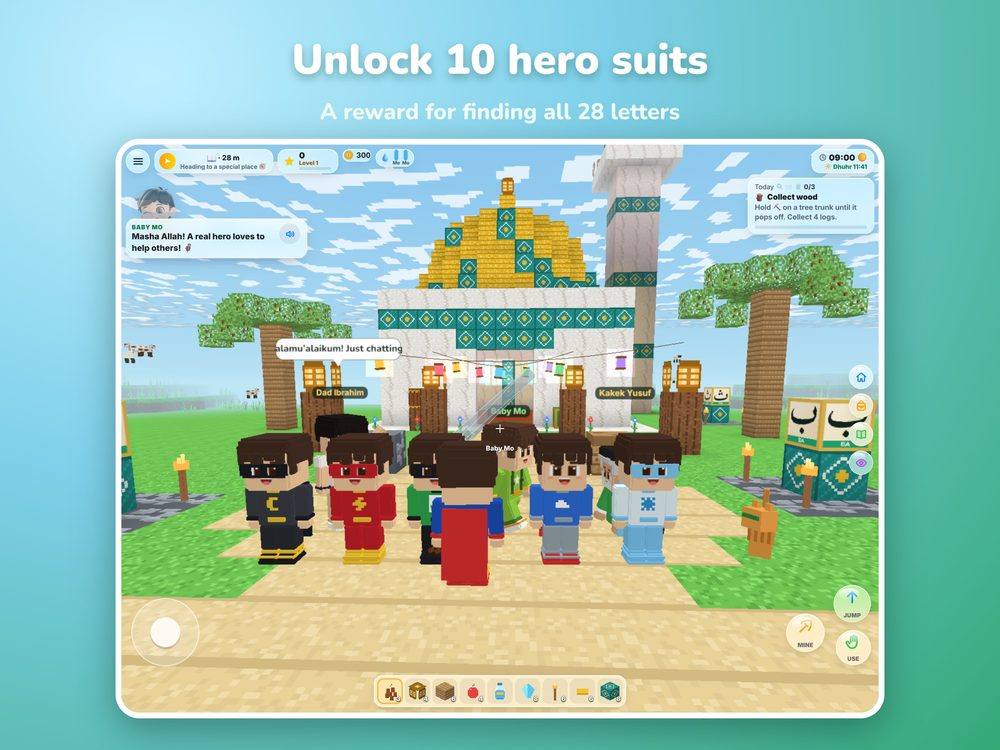 Unlock 10 hero suits
A reward for finding all 28 letters
28 m
Heading to a special place
0
Level 1
300
Me Me
09:00
Dhuhr 11:41
Today 0/3
Collect wood
Hold ⛏ on a tree trunk until it
pops off. Collect 4 logs.
BABY MO
Masha Allah! A real hero loves to
help others!
alamu'alaikum! Just chatting
Dad Ibrahim
Kakek Yusuf
Baby Mo
Baby Mo
ب
ب
BA
JUMP
MINE
USE